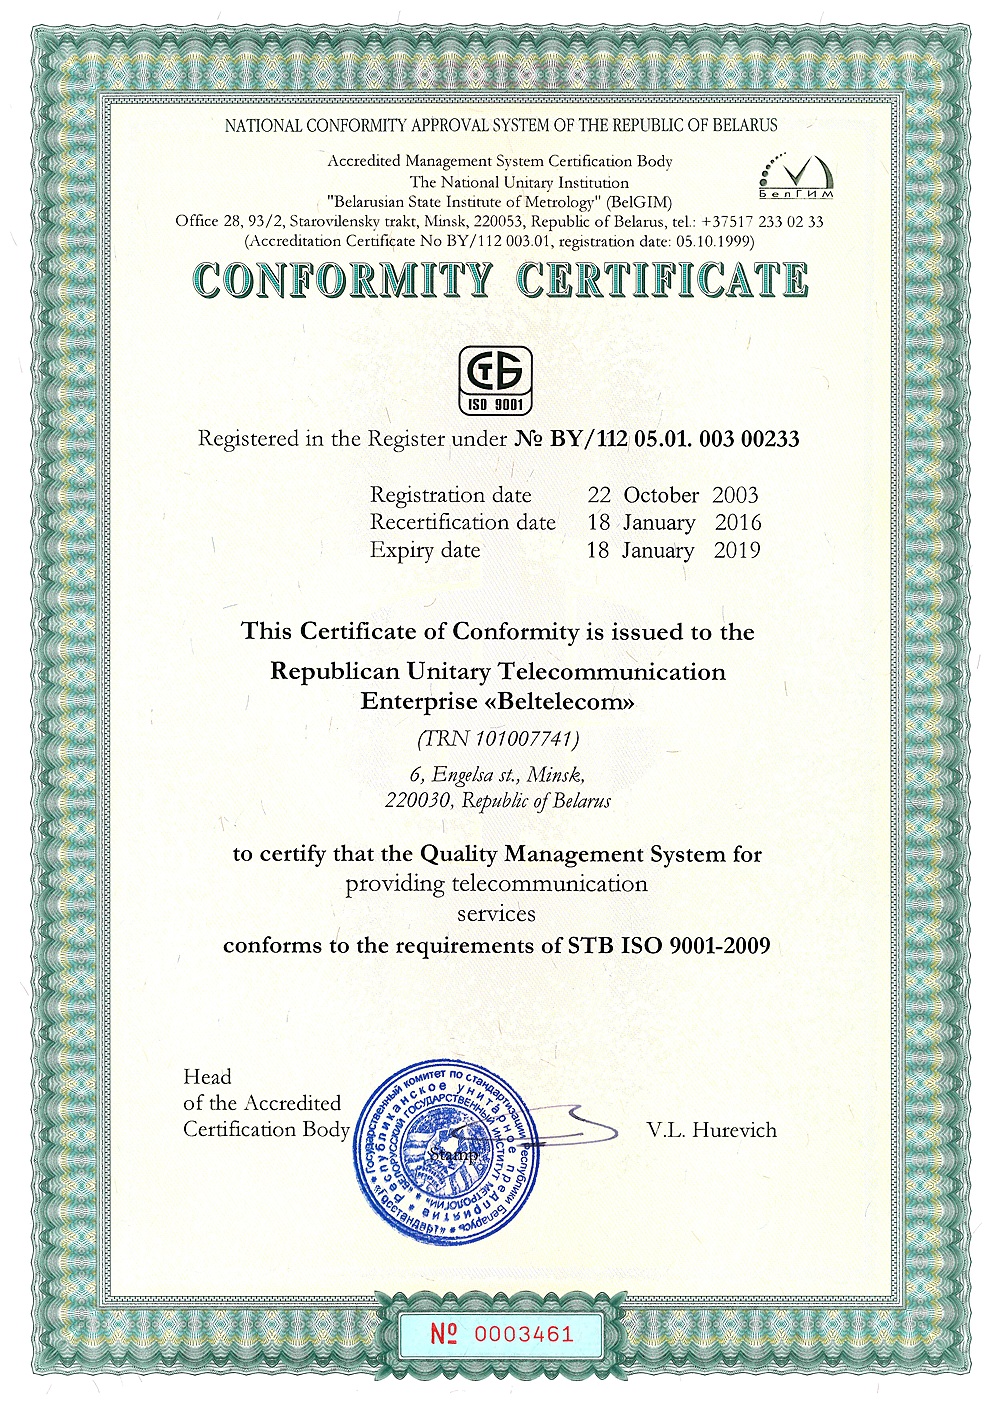 NATIONAL CONFORMITY APPROVAL SYSTEM OF THE REPUBLIC OF BELARUS
Accredited Management System Certification Body
The National Unitary Institution
"Belarusian State Institute of Metrology" (BelGIM)
БелГИМ
Office 28, 93/2, Starovilensky trakt, Minsk, 220053, Republic of Belarus, tel.: +37517 233 02 33
(Accreditation Certificate No BY/112 003.01, registration date: 05.10.1999)
CONFORMITY CERTIFICATE
СТБ
ISO 9001
Registered in the Register under № BY/112 05.01. 003 00233
Registration date 22 October 2003
Recertification date 18 January 2016
Expiry date 18 January 2019
This Certificate of Conformity is issued to the
Republican Unitary Telecommunication
Enterprise «Beltelecom»
(TRN 101007741)
6, Engelsa st., Minsk,
220030, Republic of Belarus
to certify that the Quality Management System for
providing telecommunication
services
conforms to the requirements of STB ISO 9001-2009
Head
of the Accredited
Certification Body
V.L. Hurevich
Государственный комитет по стандартизации Республики Беларусь
«Госстандарт»
Республиканское унитарное предприятие
«БЕЛОРУССКИЙ ГОСУДАРСТВЕННЫЙ ИНСТИТУТ МЕТРОЛОГИИ»
Stamp
№ 0003461